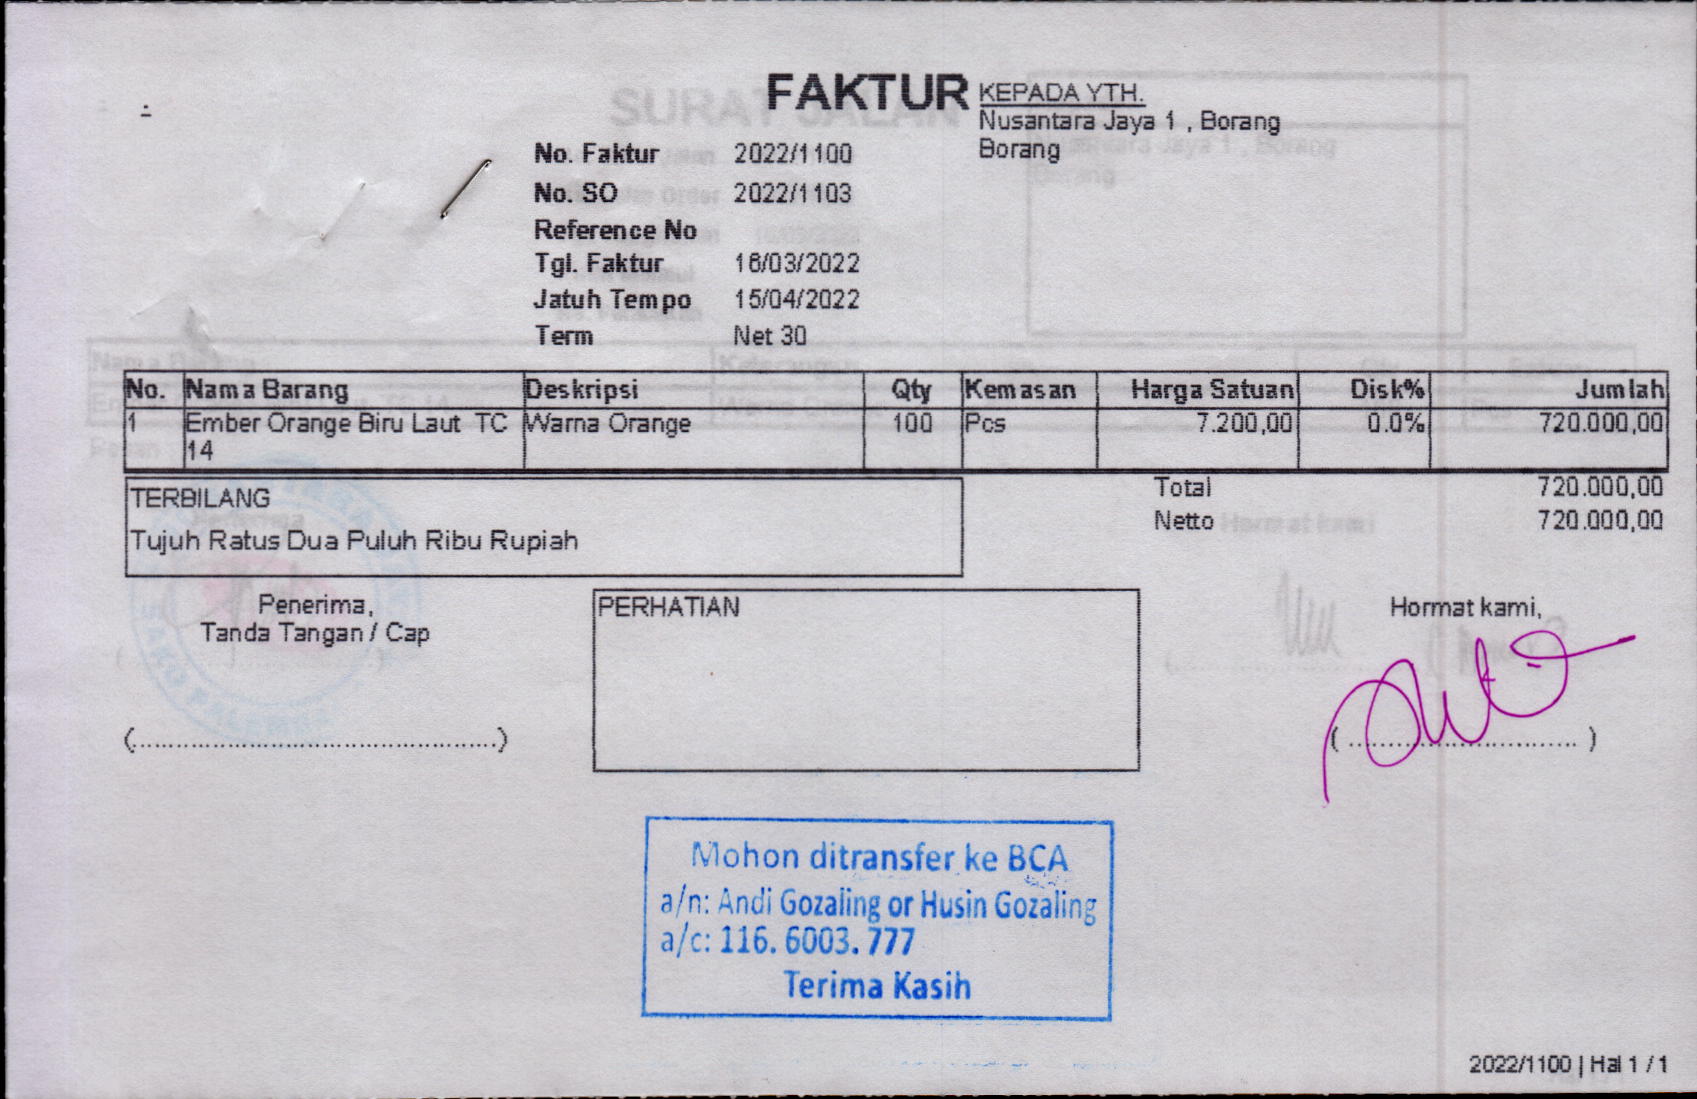 FAKTUR
KEPADA YTH.
Nusantara Jaya 1 , Borang
Borang
No. Faktur 2022/1100
No. SO 2022/1103
Reference No
Tgl. Faktur 16/03/2022
Jatuh Tempo 15/04/2022
Term Net 30
No. Nama Barang Deskripsi Qty Kemasan Harga Satuan Disk% Jumlah
1 Ember Orange Biru Laut TC Warna Orange 100 Pcs 7.200,00 0.0% 720.000,00
14
TERBILANG
Tujuh Ratus Dua Puluh Ribu Rupiah
Total 720.000,00
Netto 720.000,00
Penerima,
Tanda Tangan / Cap
(..............................................)
PERHATIAN
Hormat kami,
( .............................. )
Mohon ditransfer ke BCA
a/n: Andi Gozaling or Husin Gozaling
a/c: 116. 6003. 777
Terima Kasih
2022/1100 | Hal 1 / 1
SURAT JALAN